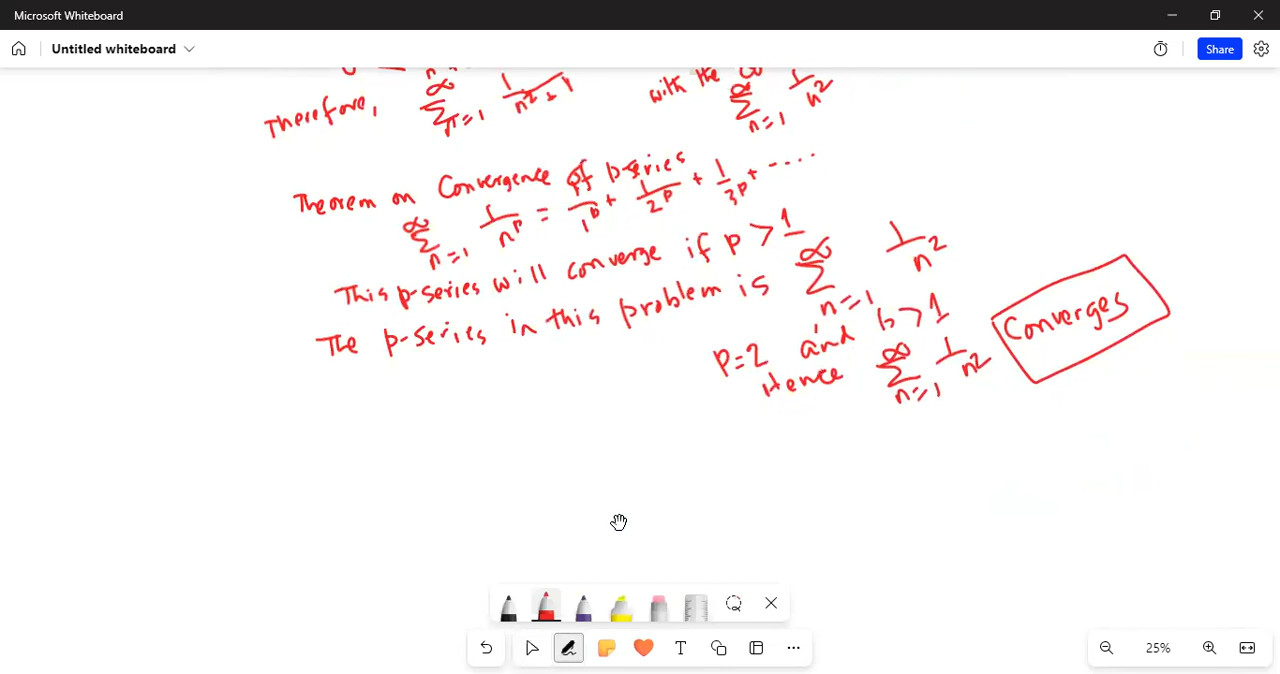 Microsoft Whiteboard
Untitled whiteboard
Share
Therefore, ∞ Σ n=1 1/n²+1 with the ∞ Σ n=1 1/n²
Theorem on Convergence of p-series
∞ Σ n=1 1/n^p = 1/1^p + 1/2^p + 1/3^p + ....
This p-series will converge if p > 1
The p-series in this problem is ∞ Σ n=1 1/n²
p=2 and p>1
Hence ∞ Σ n=1 1/n² Converges
25%